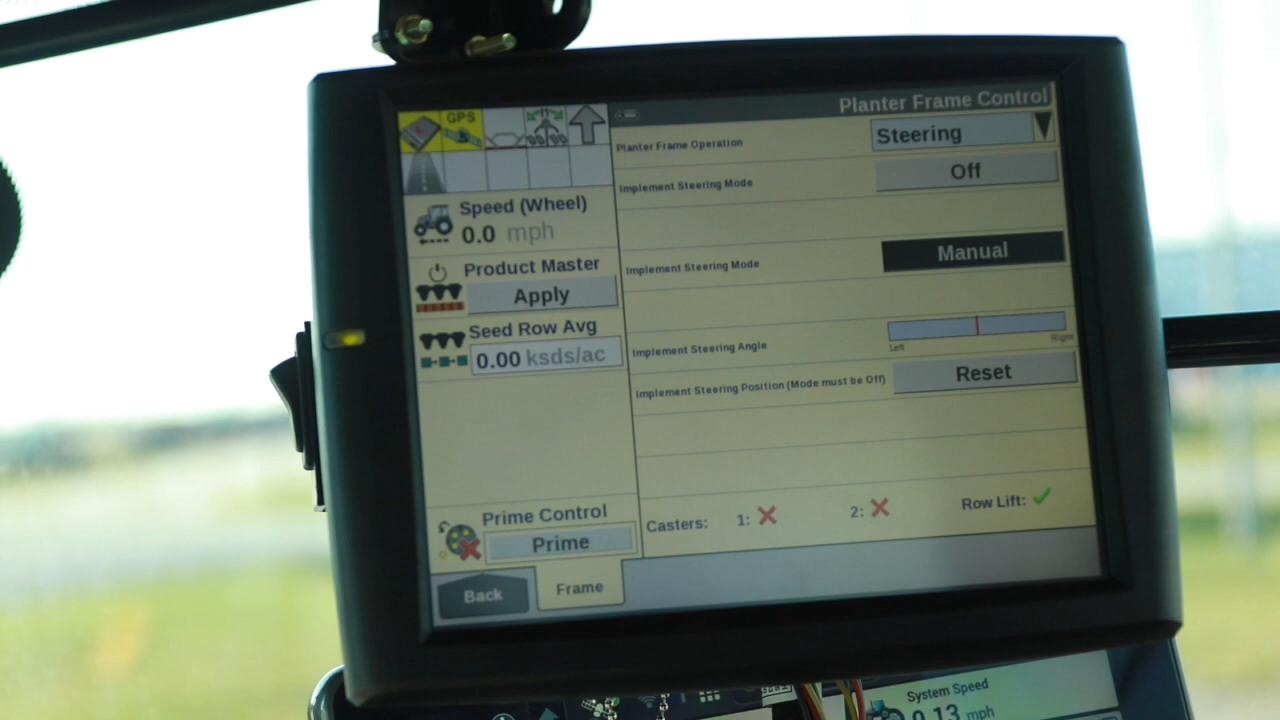 Planter Frame Control
GPS
Planter Frame Operation
Steering
Implement Steering Mode
Off
Speed (Wheel)
0.0 mph
Implement Steering Mode
Manual
Product Master
Apply
Seed Row Avg
0.00 ksds/ac
Implement Steering Angle
Left
Right
Implement Steering Position (Mode must be Off)
Reset
Prime Control
Prime
Casters:
1:
2:
Row Lift:
Back
Frame
System Speed
0.13 mph